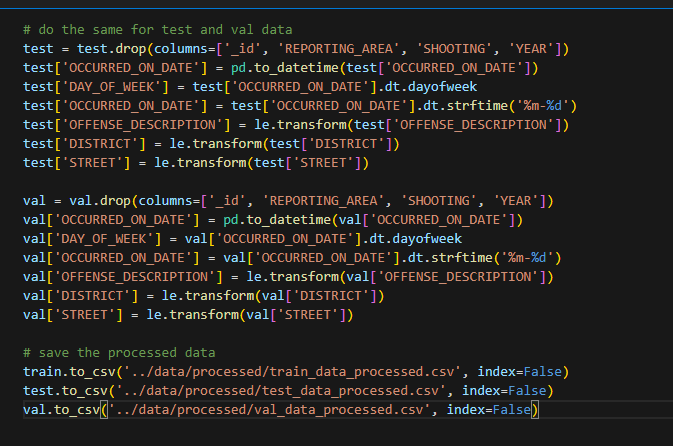 # do the same for test and val data
test = test.drop(columns=['_id', 'REPORTING_AREA', 'SHOOTING', 'YEAR'])
test['OCCURRED_ON_DATE'] = pd.to_datetime(test['OCCURRED_ON_DATE'])
test['DAY_OF_WEEK'] = test['OCCURRED_ON_DATE'].dt.dayofweek
test['OCCURRED_ON_DATE'] = test['OCCURRED_ON_DATE'].dt.strftime('%m-%d')
test['OFFENSE_DESCRIPTION'] = le.transform(test['OFFENSE_DESCRIPTION'])
test['DISTRICT'] = le.transform(test['DISTRICT'])
test['STREET'] = le.transform(test['STREET'])

val = val.drop(columns=['_id', 'REPORTING_AREA', 'SHOOTING', 'YEAR'])
val['OCCURRED_ON_DATE'] = pd.to_datetime(val['OCCURRED_ON_DATE'])
val['DAY_OF_WEEK'] = val['OCCURRED_ON_DATE'].dt.dayofweek
val['OCCURRED_ON_DATE'] = val['OCCURRED_ON_DATE'].dt.strftime('%m-%d')
val['OFFENSE_DESCRIPTION'] = le.transform(val['OFFENSE_DESCRIPTION'])
val['DISTRICT'] = le.transform(val['DISTRICT'])
val['STREET'] = le.transform(val['STREET'])

# save the processed data
train.to_csv('../data/processed/train_data_processed.csv', index=False)
test.to_csv('../data/processed/test_data_processed.csv', index=False)
val.to_csv('../data/processed/val_data_processed.csv', index=False)